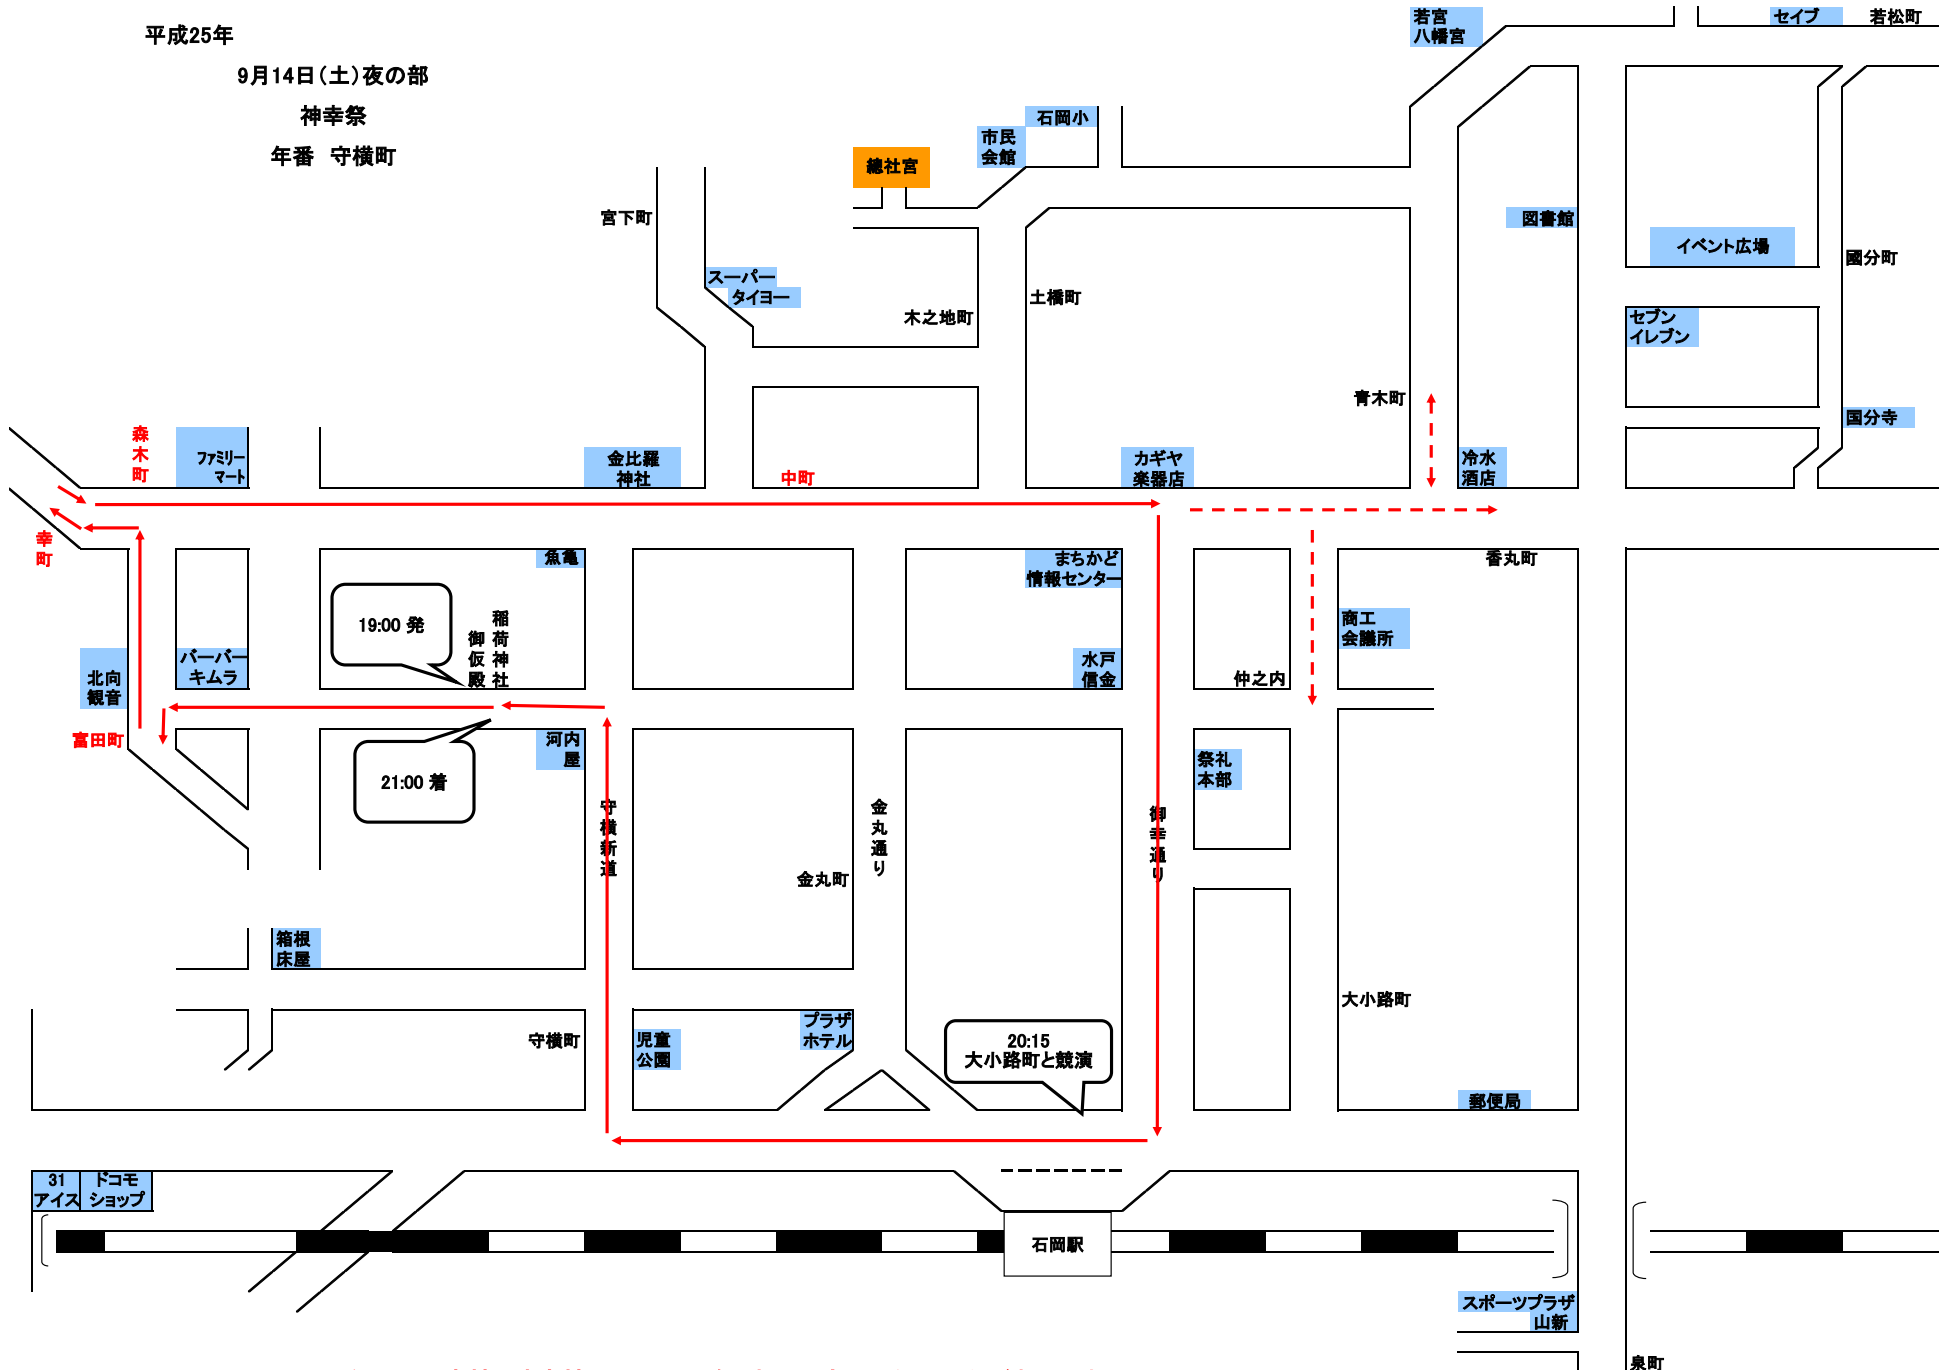 平成25年
9月14日（土）夜の部
神幸祭
年番 守横町
若宮
八幡宮
セイブ
若松町
石岡小
市民
会館
總社宮
宮下町
図書館
イベント広場
國分町
スーパー
タイヨー
木之地町
土橋町
セブン
イレブン
青木町
国分寺
森木町
ファミリー
マート
金比羅
神社
中町
カギヤ
楽器店
冷水
酒店
幸町
魚亀
まちかど
情報センター
香丸町
19:00 発
稲荷神社
御仮殿
商工
会議所
北向
観音
バーバー
キムラ
水戸
信金
仲之内
富田町
河内
屋
21:00 着
祭礼
本部
守横新道
金丸通り
御幸通り
金丸町
箱根
床屋
大小路町
守横町
児童
公園
プラザ
ホテル
20:15
大小路町と競演
郵便局
31
アイス
ドコモ
ショップ
石岡駅
スポーツプラザ
山新
泉町